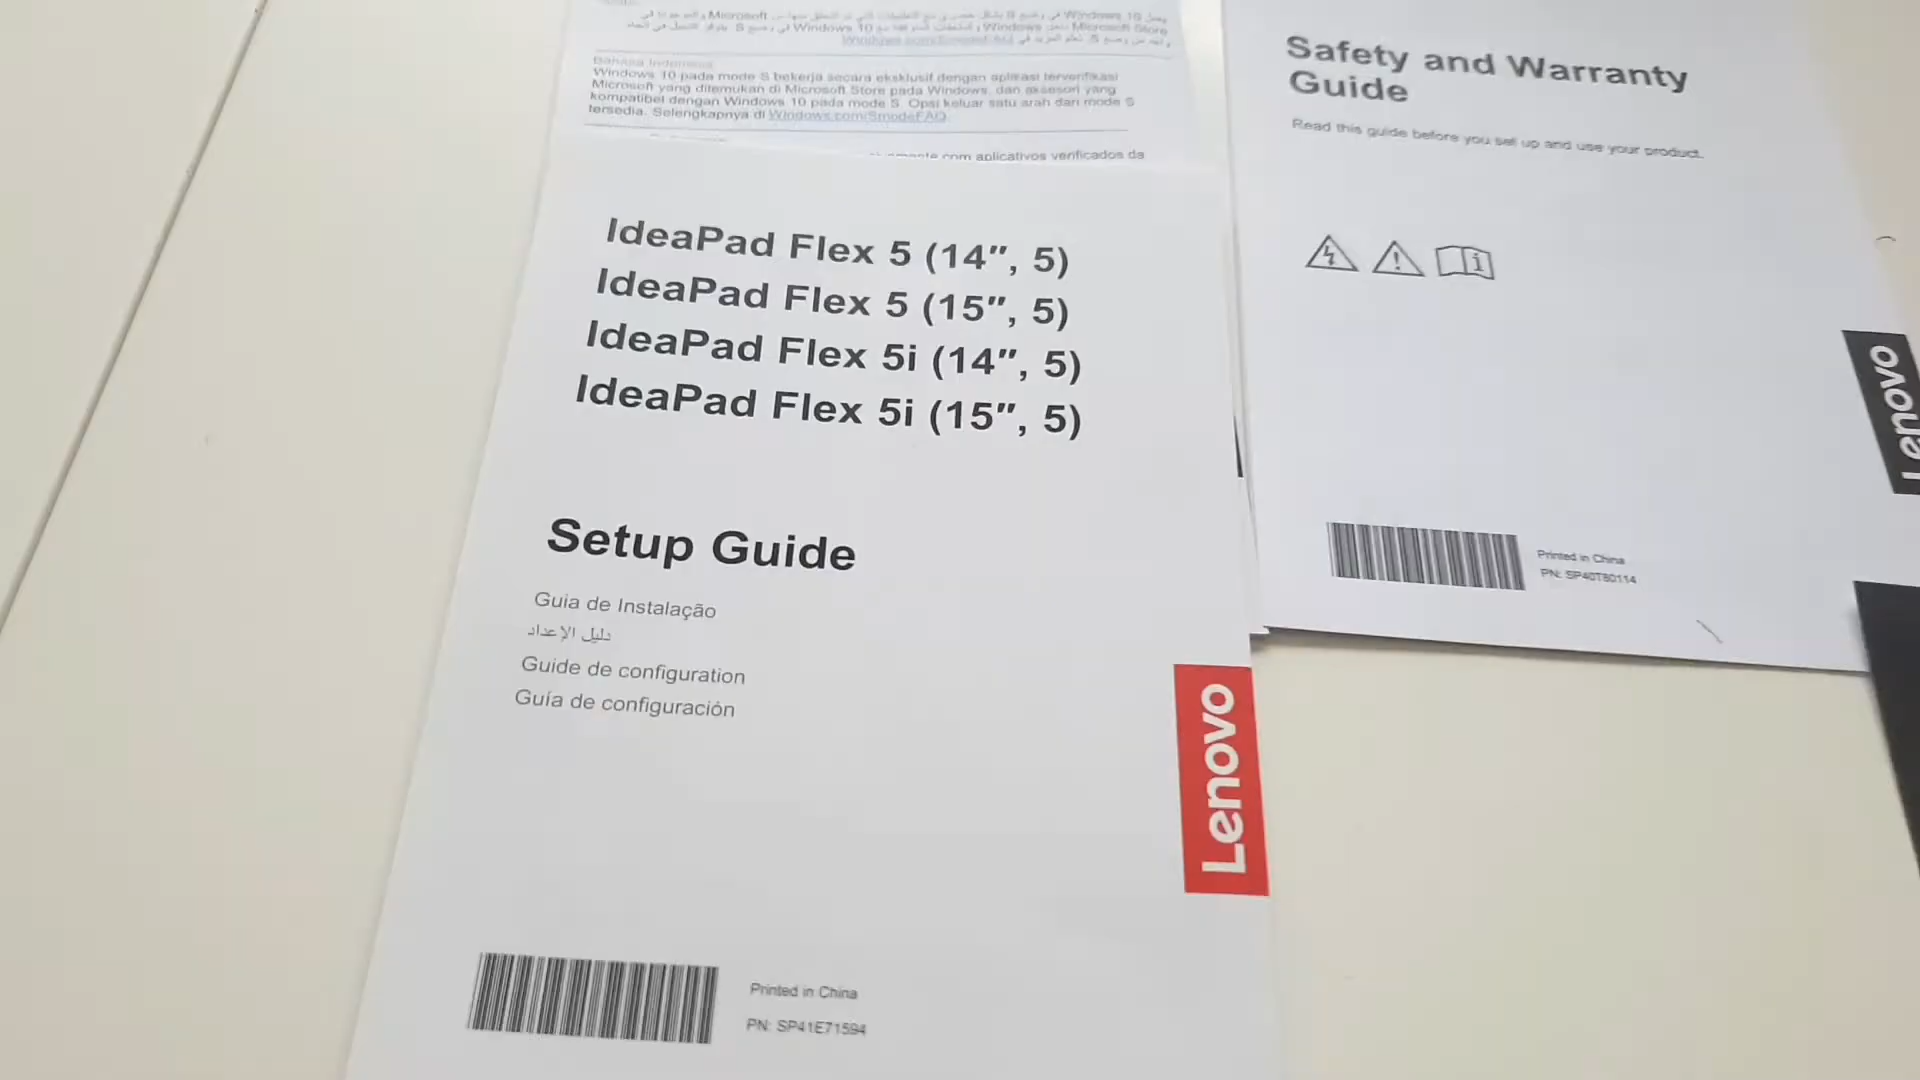 Windows 10 pada mode S bekerja secara eksklusif dengan aplikasi terverifikasi
Microsoft yang ditemukan di Microsoft Store pada Windows, dan aksesori yang
kompatibel dengan Windows 10 pada mode S. Opsi keluar satu arah dari mode S
tersedia. Selengkapnya di Windows.com/SmodeFAQ.
com aplicativos verificados da
IdeaPad Flex 5 (14″, 5)
IdeaPad Flex 5 (15″, 5)
IdeaPad Flex 5i (14″, 5)
IdeaPad Flex 5i (15″, 5)
Setup Guide
Guia de Instalação
دليل الإعداد
Guide de configuration
Guía de configuración
Lenovo
Printed in China
PN: SP41E71594
Safety and Warranty
Guide
Read this guide before you set up and use your product.
Lenovo
Printed in China
PN: SP40T80114